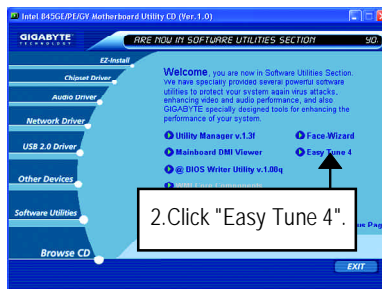 Intel 845GE/PE/GV Motherboard Utility CD (Ver.1.0)
GIGABYTE
TECHNOLOGY
ARE NOW IN SOFTWARE UTILITIES SECTION
YO
EZ-Install
Chipset Driver
Audio Driver
Network Driver
USB 2.0 Driver
Other Devices
Software Utilities
Browse CD
Welcome, you are now in Software Utilities Section.
We have specially provided several powerful software
utilities to protect your system again virus attacks,
enhancing video and audio performance, and also
GIGABYTE specially designed tools for enhancing the
performance of your system.
Utility Manager v.1.3f
Face-Wizard
Mainboard DMI Viewer
Easy Tune 4
@ BIOS Writer Utility v.1.00q
2.Click "Easy Tune 4".
Pag
EXIT